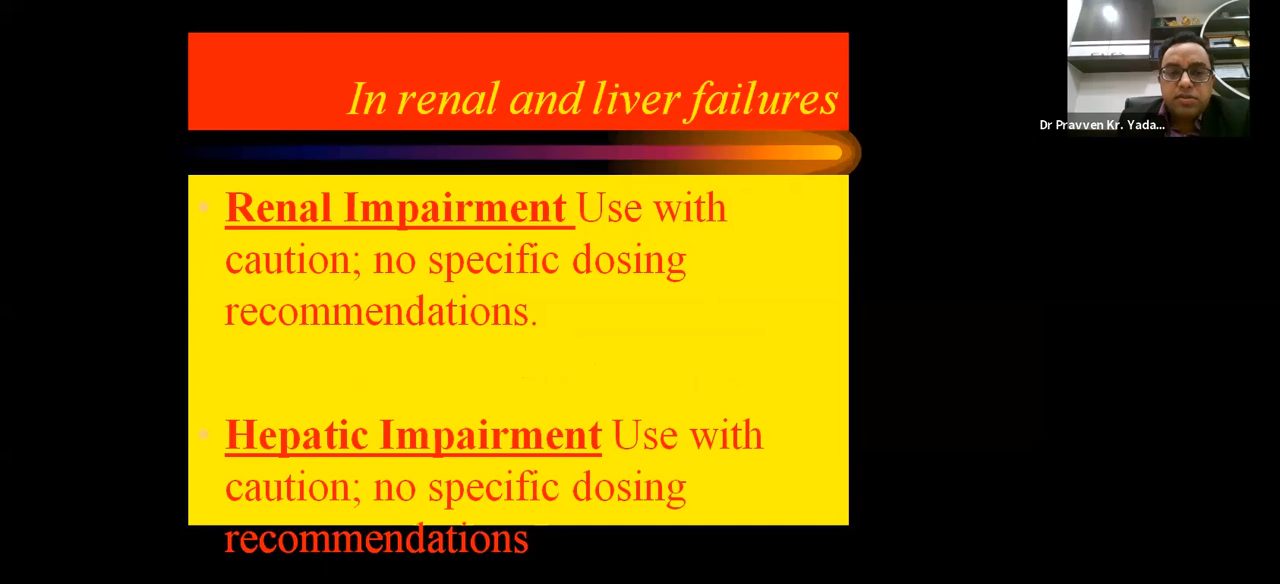 In renal and liver failures
Dr Pravven Kr. Yada...
• Renal Impairment Use with
caution; no specific dosing
recommendations.
• Hepatic Impairment Use with
caution; no specific dosing
recommendations